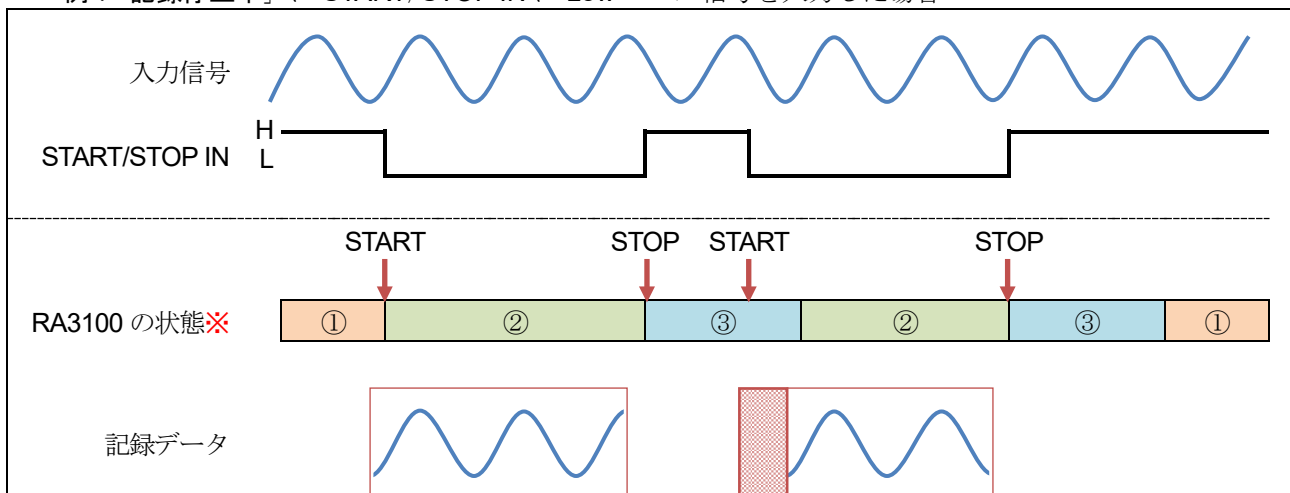 入力信号
H
START/STOP IN L
START STOP START STOP
RA3100 の状態※ ① ② ③ ② ③ ①
記録データ